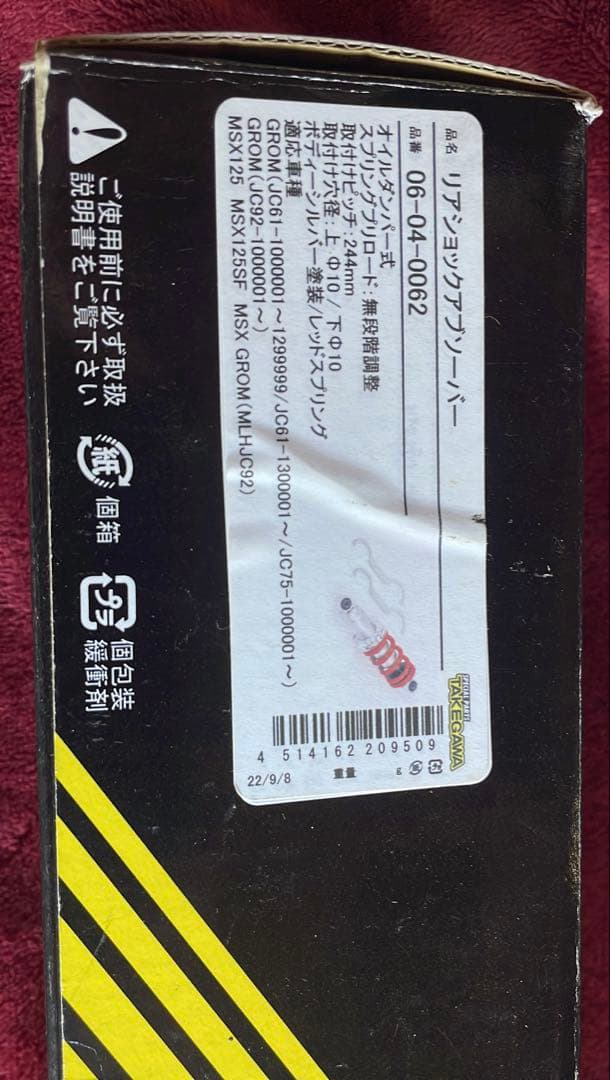 品名 リアショックアブソーバー
品番 06-04-0062
オイルダンパー式
スプリングプリロード:無段階調整
取付けピッチ:244mm
取付け穴径:上 Φ10/下Φ10
ボディーシルバー塗装/レッドスプリング
適応車種
GROM(JC61-1000001~1299999/JC61-1300001~/JC75-1000001~)
GROM(JC92-1000001~)
MSX125 MSX125SF MSX GROM(MLHJC92)
SPECIAL PARTS
TAKEGAWA
4 514162 209509
22/9/8 重量 g 紙 プラ
ご使用前に必ず取扱
説明書をご覧下さい
紙 個箱
プラ 個包装
緩衝剤